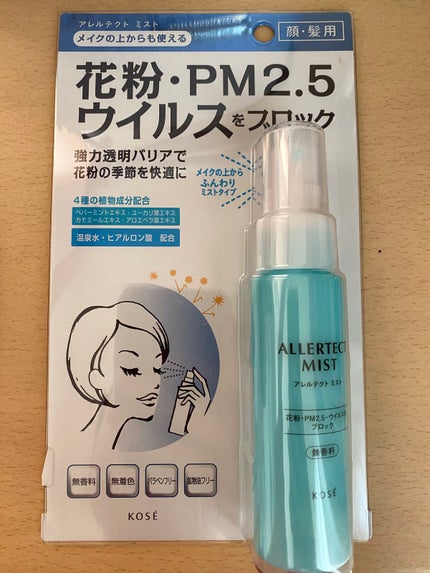 アレルテクト ミスト
メイクの上からも使える
顔・髪用
花粉・PM2.5
ウイルスをブロック
強力透明バリアで
花粉の季節を快適に
メイクの上から
ふんわり
ミストタイプ
4種の植物成分配合
ペパーミントエキス・ユーカリ葉エキス
カモミールエキス・アロエベラ葉エキス
温泉水・ヒアルロン酸 配合
無香料
無着色
パラベンフリー
鉱物油フリー
KOSÉ
ALLERTECT
MIST
アレルテクト ミスト
花粉・PM2.5・ウイルスを
ブロック
無香料
KOSÉ